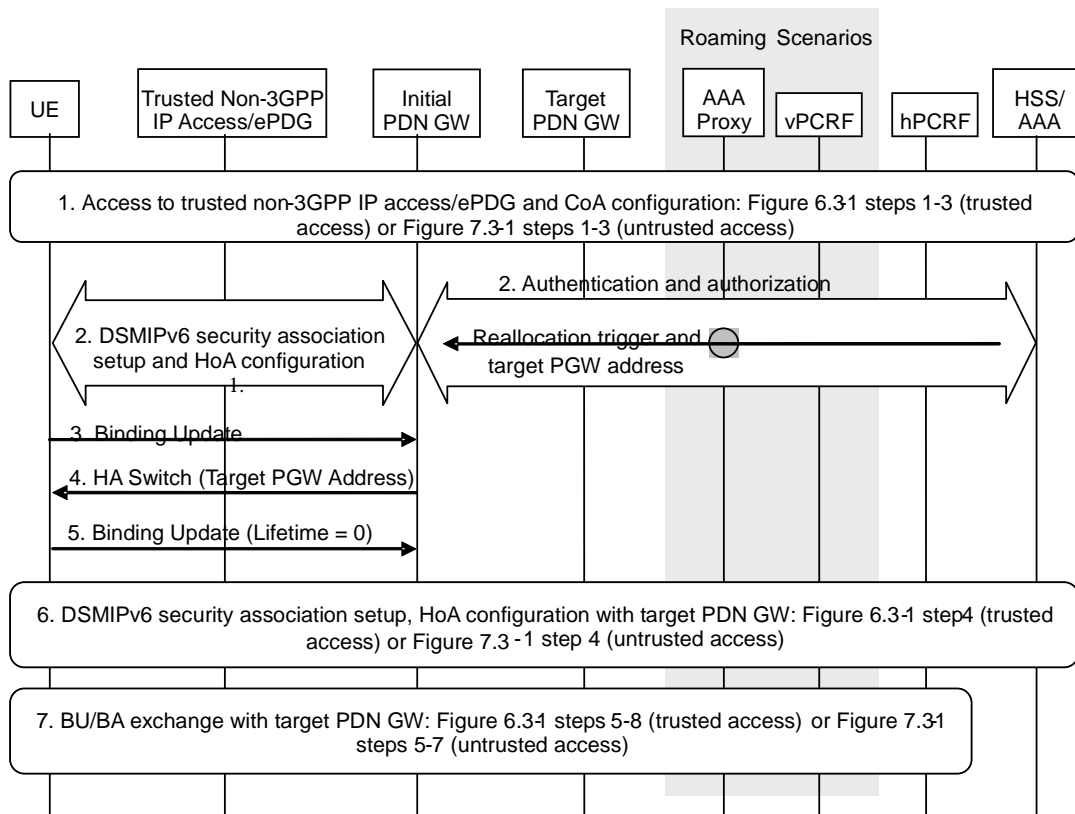 Roaming Scenarios
UE
Trusted Non-3GPP
IP Access/ePDG
Initial
PDN GW
Target
PDN GW
AAA
Proxy
vPCRF
hPCRF
HSS/
AAA
1. Access to trusted non-3GPP IP access/ePDG and CoA configuration: Figure 6.3-1 steps 1-3 (trusted
access) or Figure 7.3-1 steps 1-3 (untrusted access)
2. Authentication and authorization
2. DSMIPv6 security association
setup and HoA configuration
1.
Reallocation trigger and
target PGW address
3. Binding Update
4. HA Switch (Target PGW Address)
5. Binding Update (Lifetime = 0)
6. DSMIPv6 security association setup, HoA configuration with target PDN GW: Figure 6.3-1 step4 (trusted
access) or Figure 7.3 -1 step 4 (untrusted access)
7. BU/BA exchange with target PDN GW: Figure 6.3-1 steps 5-8 (trusted access) or Figure 7.3-1
steps 5-7 (untrusted access)